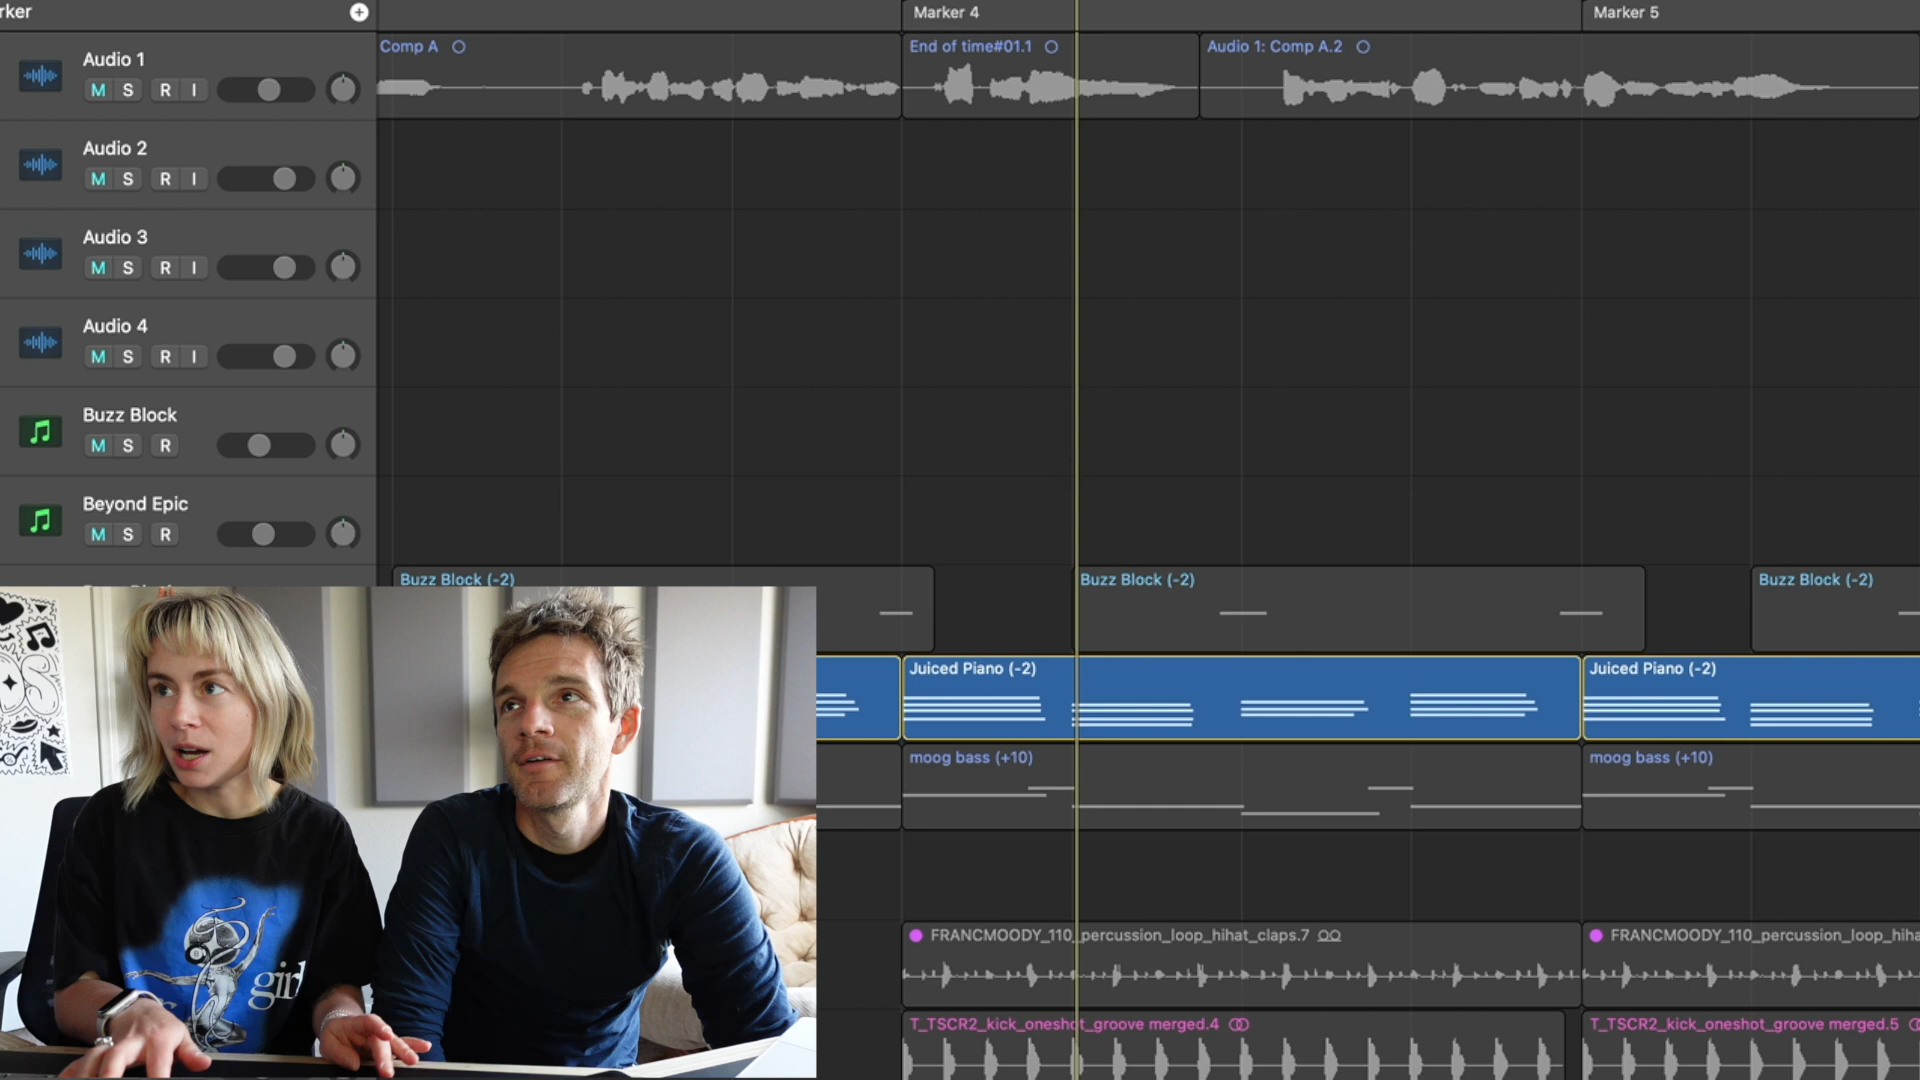 rker
Marker 4
Marker 5
Comp A
End of time#01.1
Audio 1: Comp A.2
Audio 1
M S R I
Audio 2
M S R I
Audio 3
M S R I
Audio 4
M S R I
Buzz Block
M S R
Beyond Epic
M S R
Buzz Block (-2)
Buzz Block (-2)
Buzz Block (-2)
Juiced Piano (-2)
Juiced Piano (-2)
moog bass (+10)
moog bass (+10)
FRANCMOODY_110_percussion_loop_hihat_claps.7
FRANCMOODY_110_percussion_loop_hiha
T_TSCR2_kick_oneshot_groove merged.4
T_TSCR2_kick_oneshot_groove merged.5
girl